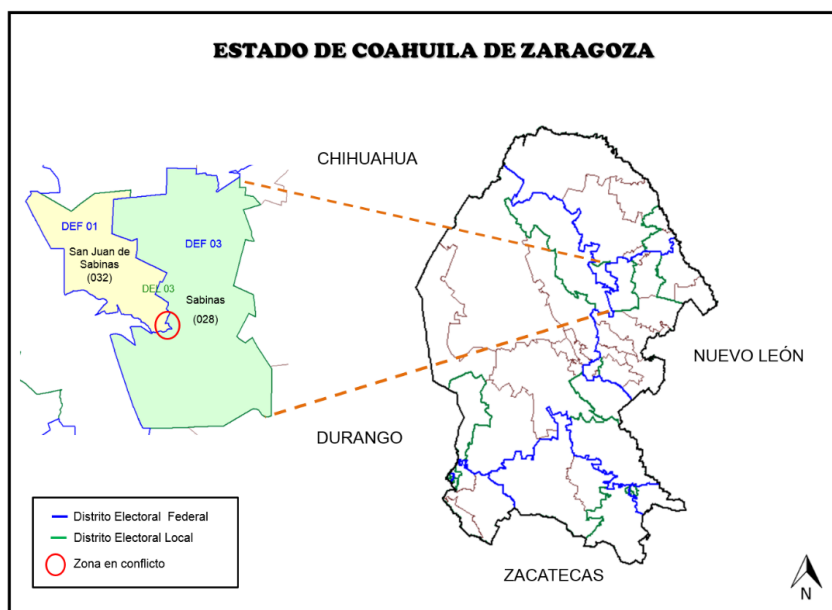 ESTADO DE COAHUILA DE ZARAGOZA
CHIHUAHUA
DEF 01
DEF 03
San Juan de
Sabinas
(032)
DEL 03
Sabinas
(028)
NUEVO LEÓN
DURANGO
Distrito Electoral Federal
Distrito Electoral Local
Zona en conflicto
ZACATECAS
N